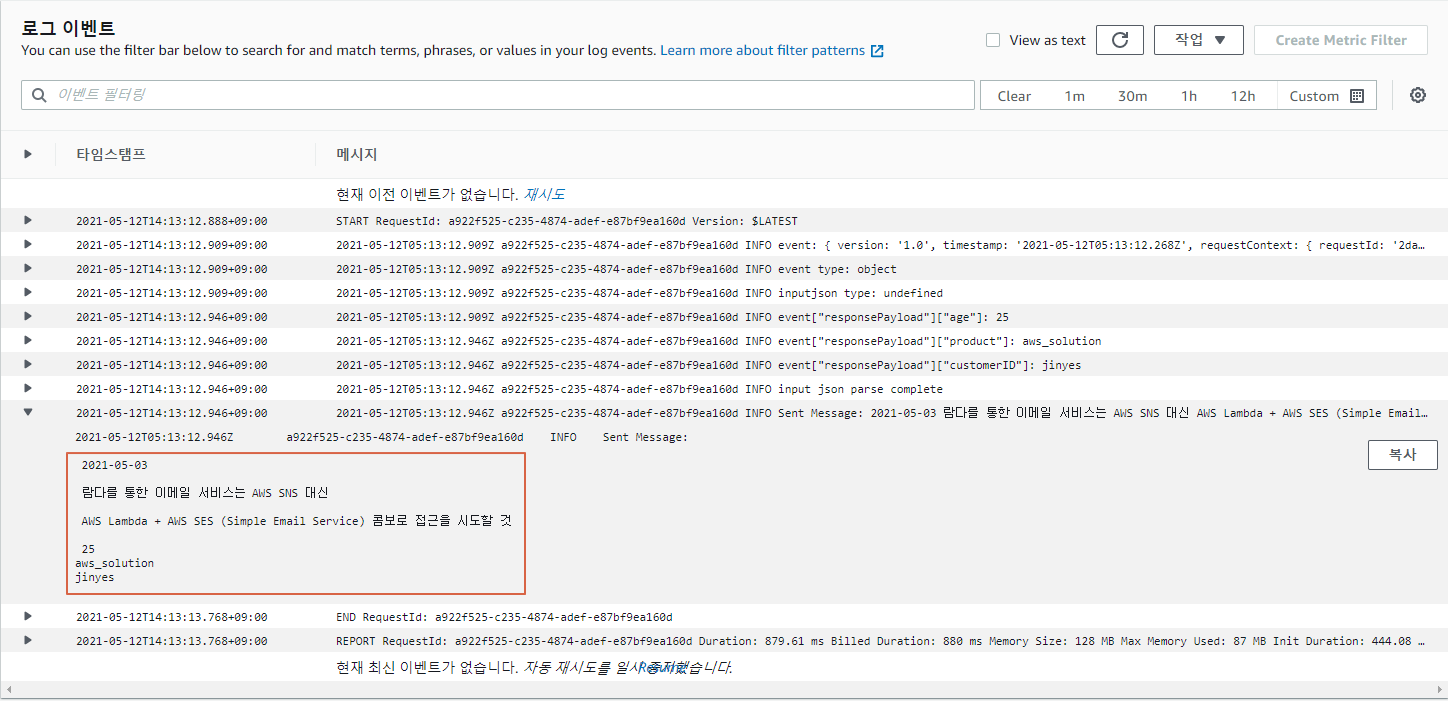 로그 이벤트
You can use the filter bar below to search for and match terms, phrases, or values in your log events. Learn more about filter patterns
View as text
작업
Create Metric Filter
이벤트 필터링
Clear 1m 30m 1h 12h Custom
타임스탬프 메시지
현재 이전 이벤트가 없습니다. 재시도
2021-05-12T14:13:12.888+09:00 START RequestId: a922f525-c235-4874-adef-e87bf9ea160d Version: $LATEST
2021-05-12T14:13:12.909+09:00 2021-05-12T05:13:12.909Z a922f525-c235-4874-adef-e87bf9ea160d INFO event: { version: '1.0', timestamp: '2021-05-12T05:13:12.268Z', requestContext: { requestId: '2da…
2021-05-12T14:13:12.909+09:00 2021-05-12T05:13:12.909Z a922f525-c235-4874-adef-e87bf9ea160d INFO event type: object
2021-05-12T14:13:12.909+09:00 2021-05-12T05:13:12.909Z a922f525-c235-4874-adef-e87bf9ea160d INFO inputjson type: undefined
2021-05-12T14:13:12.946+09:00 2021-05-12T05:13:12.909Z a922f525-c235-4874-adef-e87bf9ea160d INFO event["responsePayload"]["age"]: 25
2021-05-12T14:13:12.946+09:00 2021-05-12T05:13:12.946Z a922f525-c235-4874-adef-e87bf9ea160d INFO event["responsePayload"]["product"]: aws_solution
2021-05-12T14:13:12.946+09:00 2021-05-12T05:13:12.946Z a922f525-c235-4874-adef-e87bf9ea160d INFO event["responsePayload"]["customerID"]: jinyes
2021-05-12T14:13:12.946+09:00 2021-05-12T05:13:12.946Z a922f525-c235-4874-adef-e87bf9ea160d INFO input json parse complete
2021-05-12T14:13:12.946+09:00 2021-05-12T05:13:12.946Z a922f525-c235-4874-adef-e87bf9ea160d INFO Sent Message: 2021-05-03 람다를 통한 이메일 서비스는 AWS SNS 대신 AWS Lambda + AWS SES (Simple Email…
2021-05-12T05:13:12.946Z a922f525-c235-4874-adef-e87bf9ea160d INFO Sent Message:
복사
2021-05-03
람다를 통한 이메일 서비스는 AWS SNS 대신
AWS Lambda + AWS SES (Simple Email Service) 콤보로 접근을 시도할 것
25
aws_solution
jinyes
2021-05-12T14:13:13.768+09:00 END RequestId: a922f525-c235-4874-adef-e87bf9ea160d
2021-05-12T14:13:13.768+09:00 REPORT RequestId: a922f525-c235-4874-adef-e87bf9ea160d Duration: 879.61 ms Billed Duration: 880 ms Memory Size: 128 MB Max Memory Used: 87 MB Init Duration: 444.08 …
현재 최신 이벤트가 없습니다. 자동 재시도를 일시 중지했습니다.